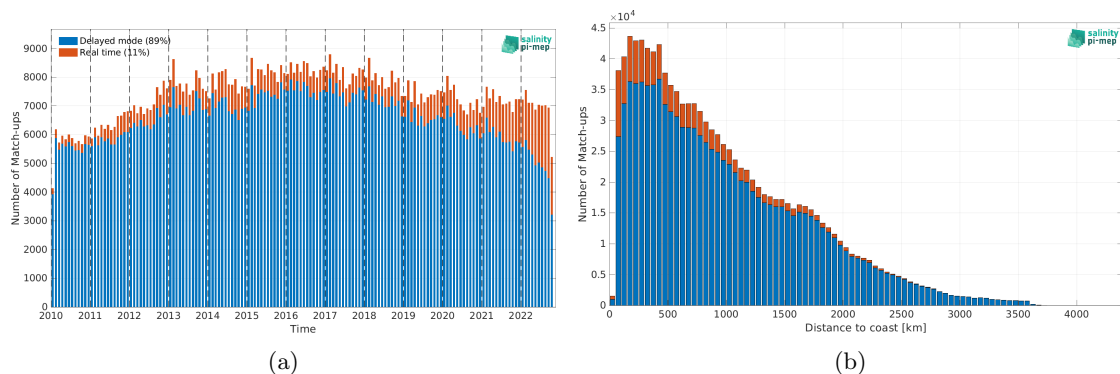 Delayed mode (89%)
Real time (11%)
salinity
pi-mep
9000
8000
7000
6000
5000
4000
3000
2000
1000
0
Number of Match-ups
2010 2011 2012 2013 2014 2015 2016 2017 2018 2019 2020 2021 2022
Time
(a)
×10⁴
salinity
pi-mep
4.5
4
3.5
3
2.5
2
1.5
1
0.5
0
Number of Match-ups
0 500 1000 1500 2000 2500 3000 3500 4000
Distance to coast [km]
(b)